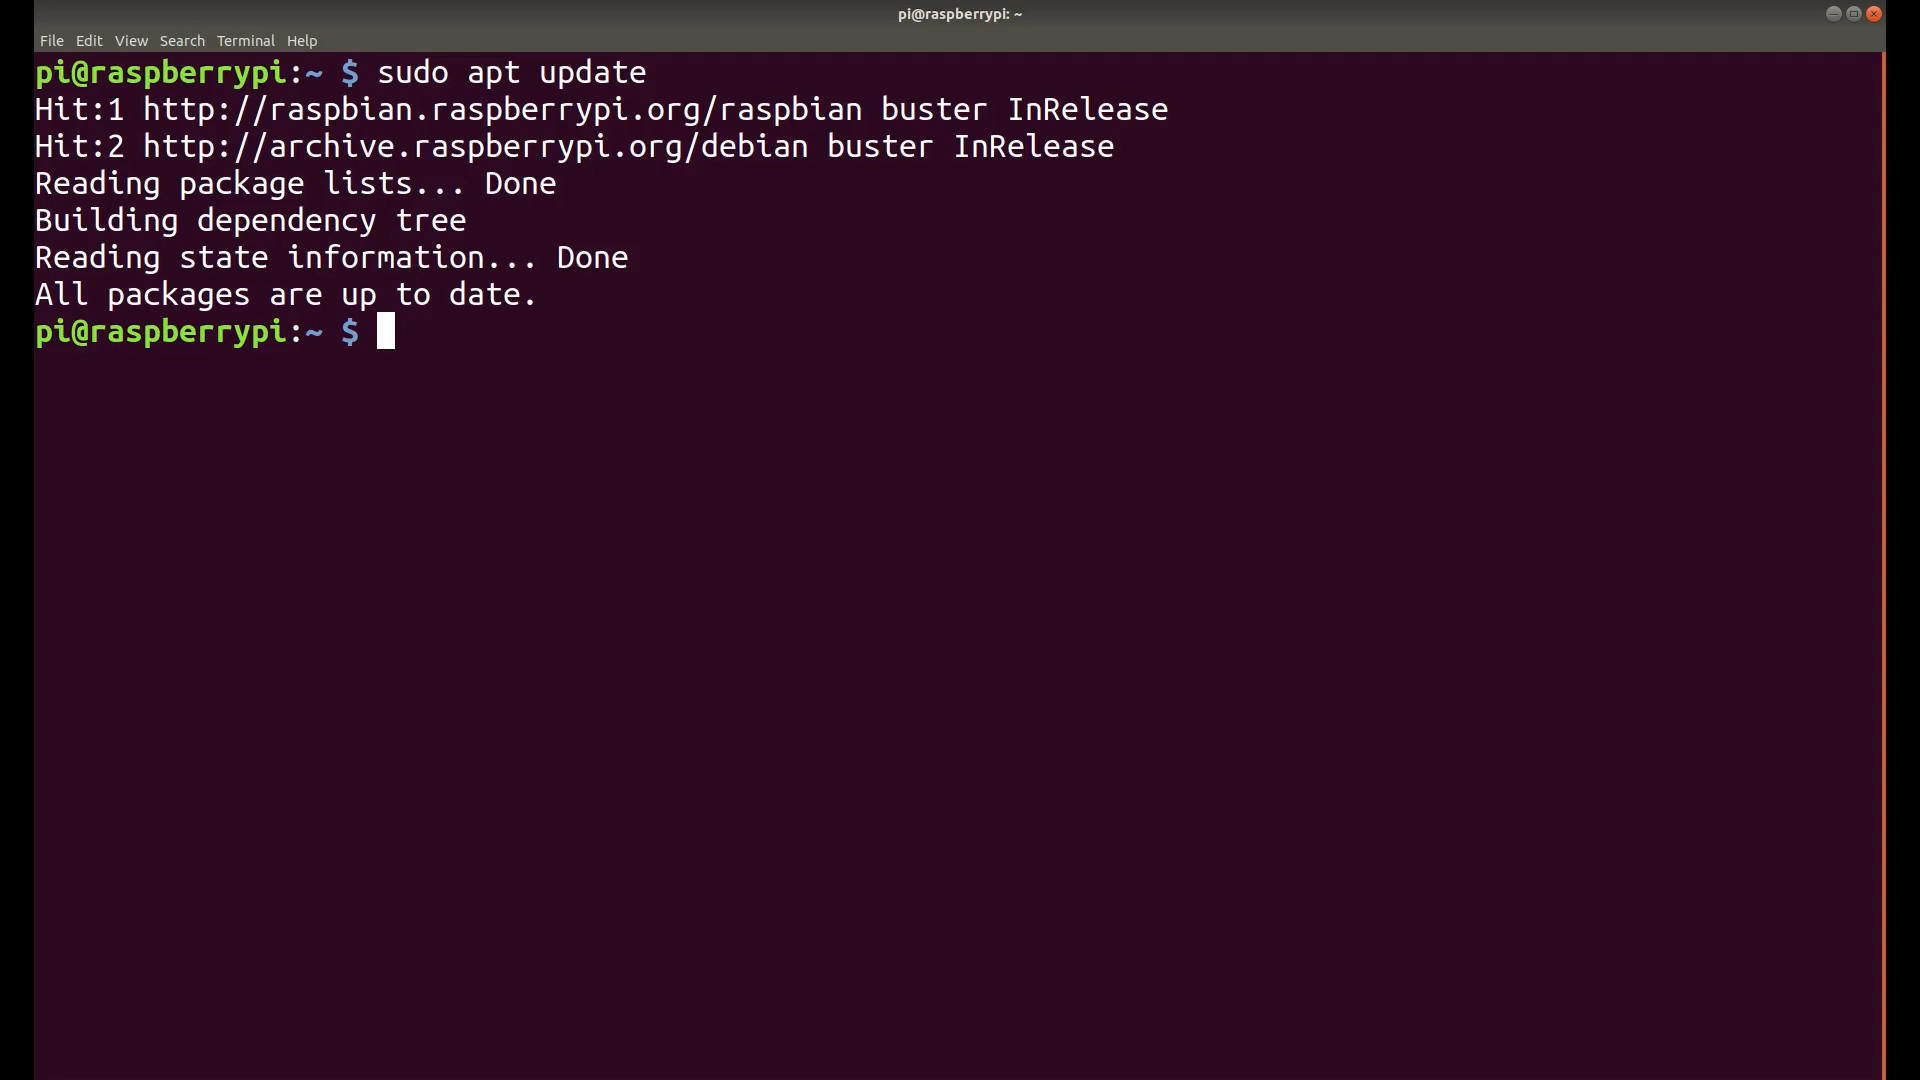 pi@raspberrypi: ~
File Edit View Search Terminal Help
pi@raspberrypi:~ $ sudo apt update
Hit:1 http://raspbian.raspberrypi.org/raspbian buster InRelease
Hit:2 http://archive.raspberrypi.org/debian buster InRelease
Reading package lists... Done
Building dependency tree
Reading state information... Done
All packages are up to date.
pi@raspberrypi:~ $